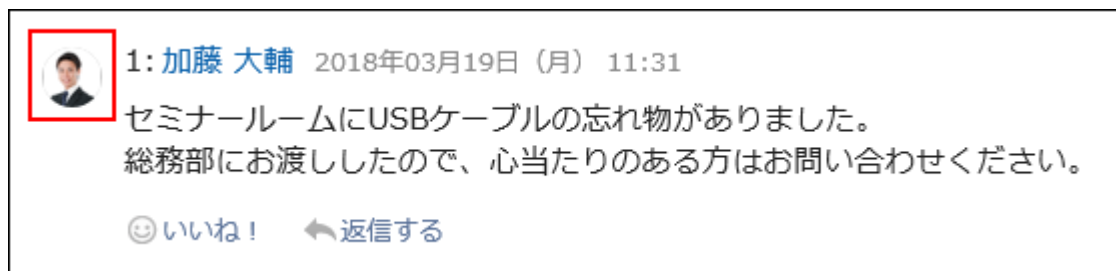 1: 加藤 大輔 2018年03月19日（月） 11:31
セミナールームにUSBケーブルの忘れ物がありました。
総務部にお渡ししたので、心当たりのある方はお問い合わせください。
いいね！ 返信する